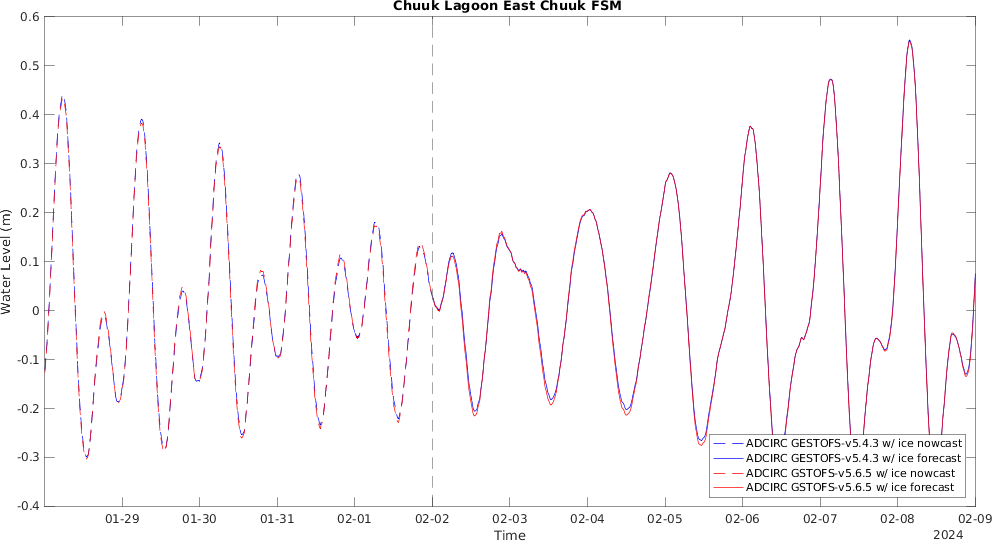 Chuuk Lagoon East Chuuk FSM
0.6
0.5
0.4
0.3
0.2
0.1
0
-0.1
-0.2
-0.3
-0.4
Water Level (m)
ADCIRC GESTOFS-v5.4.3 w/ ice nowcast
ADCIRC GESTOFS-v5.4.3 w/ ice forecast
ADCIRC GSTOFS-v5.6.5 w/ ice nowcast
ADCIRC GSTOFS-v5.6.5 w/ ice forecast
01-29 01-30 01-31 02-01 02-02 02-03 02-04 02-05 02-06 02-07 02-08 02-09
Time 2024